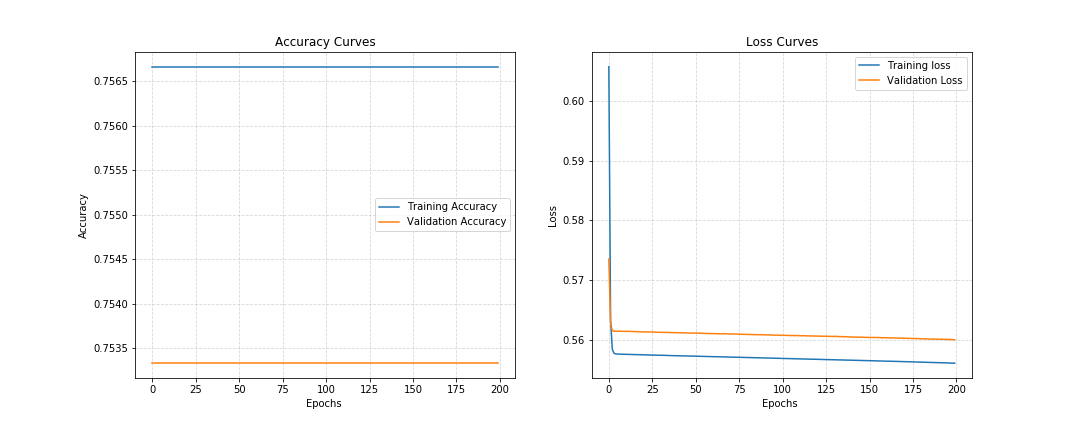 Accuracy Curves
0.7565
0.7560
0.7555
0.7550
0.7545
0.7540
0.7535
Accuracy
Training Accuracy
Validation Accuracy
0 25 50 75 100 125 150 175 200
Epochs
Loss Curves
0.60
0.59
0.58
0.57
0.56
Loss
Training loss
Validation Loss
0 25 50 75 100 125 150 175 200
Epochs